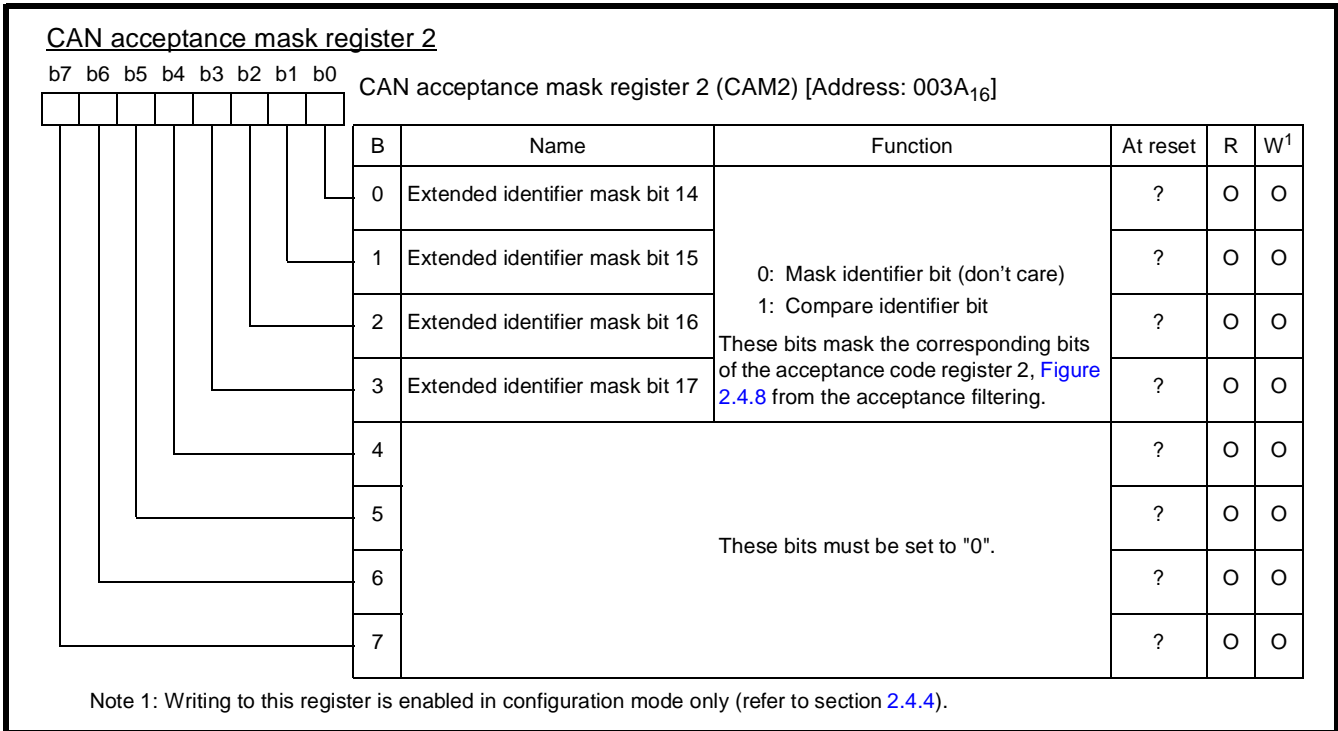 CAN acceptance mask register 2
b7 b6 b5 b4 b3 b2 b1 b0
CAN acceptance mask register 2 (CAM2) [Address: 003A16]
B Name Function At reset R W1
0 Extended identifier mask bit 14 ? O O
1 Extended identifier mask bit 15 ? O O
0: Mask identifier bit (don't care)
1: Compare identifier bit
2 Extended identifier mask bit 16 ? O O
These bits mask the corresponding bits
of the acceptance code register 2, Figure
3 Extended identifier mask bit 17 ? O O
2.4.8 from the acceptance filtering.
4 ? O O
5 ? O O
These bits must be set to "0".
6 ? O O
7 ? O O
Note 1: Writing to this register is enabled in configuration mode only (refer to section 2.4.4).